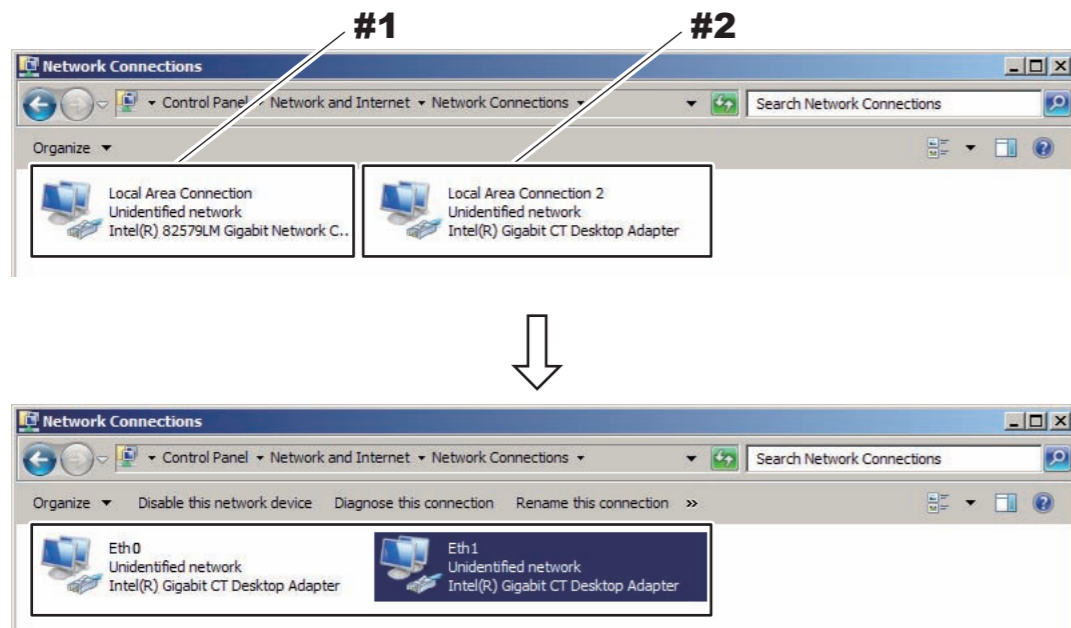 #1 #2
Network Connections
Control Panel Network and Internet Network Connections Search Network Connections
Organize
Local Area Connection
Unidentified network
Intel(R) 82579LM Gigabit Network C..
Local Area Connection 2
Unidentified network
Intel(R) Gigabit CT Desktop Adapter
Network Connections
Control Panel Network and Internet Network Connections Search Network Connections
Organize Disable this network device Diagnose this connection Rename this connection »
Eth0
Unidentified network
Intel(R) Gigabit CT Desktop Adapter
Eth1
Unidentified network
Intel(R) Gigabit CT Desktop Adapter